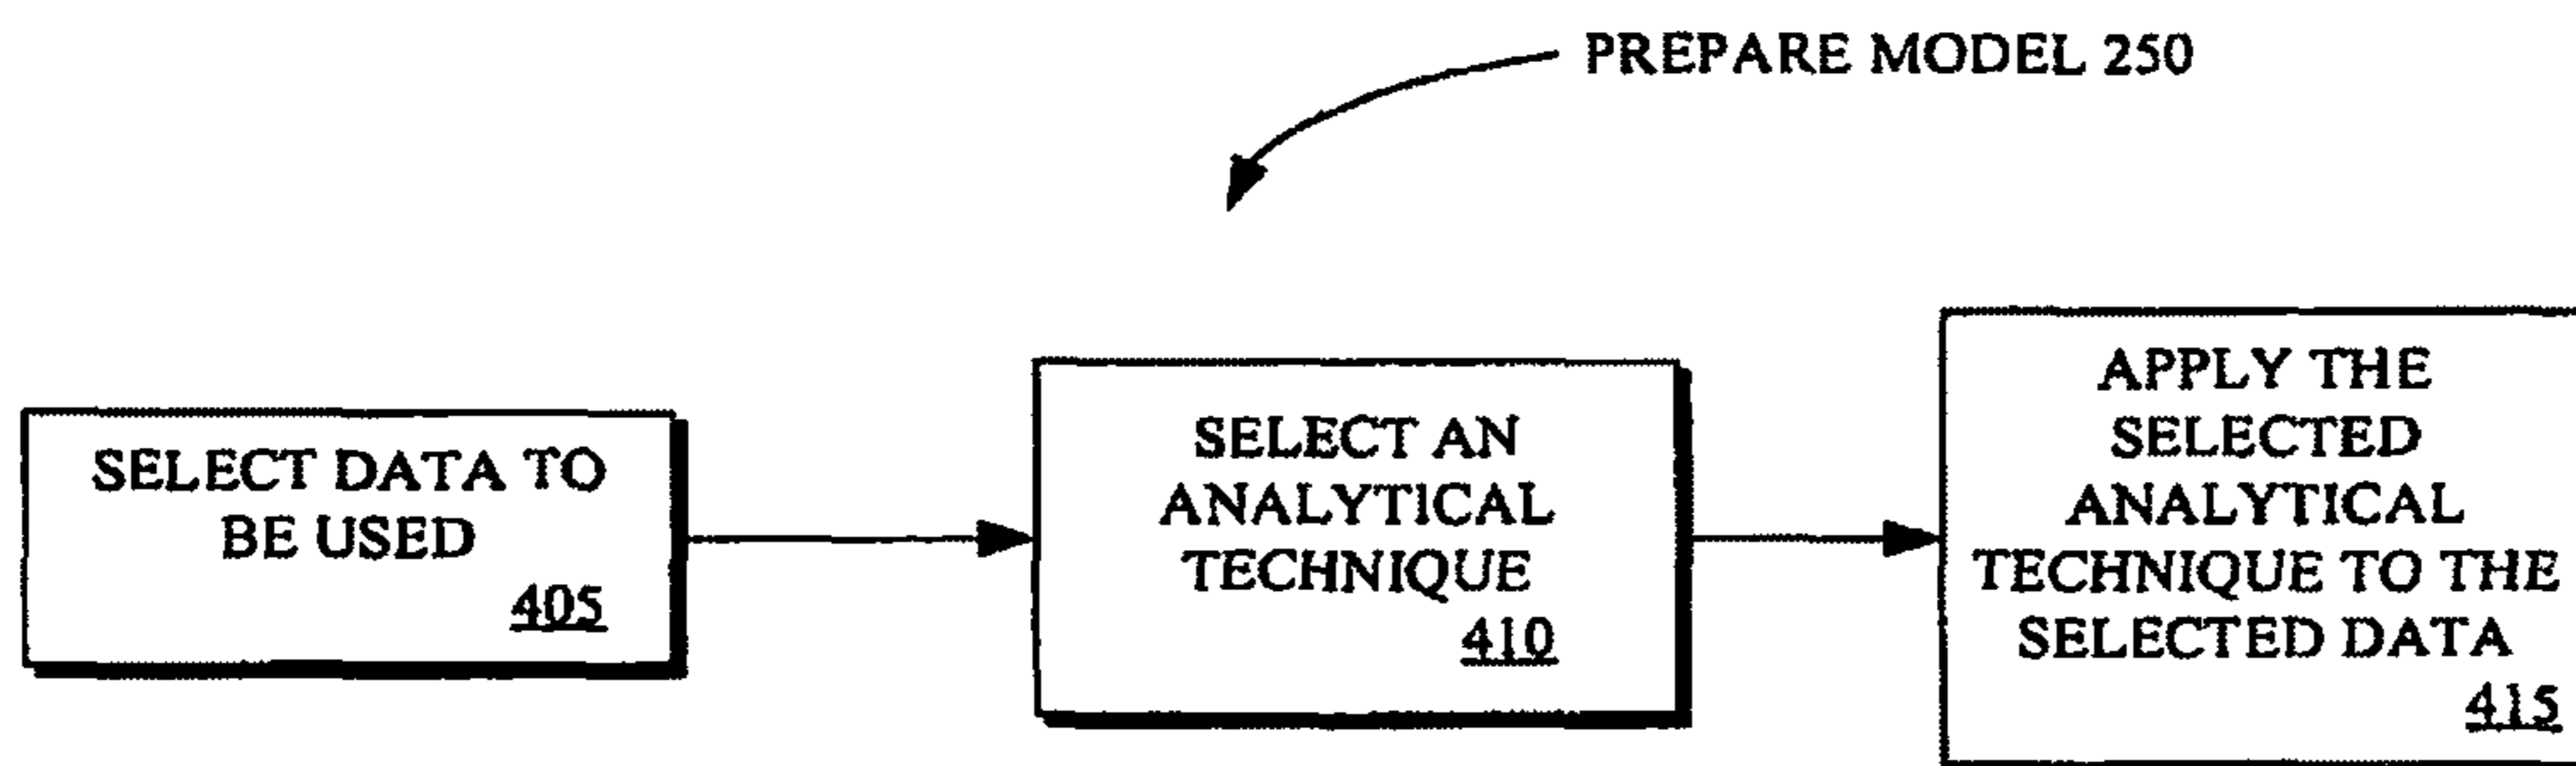 PREPARE MODEL 250
SELECT DATA TO
BE USED
405
SELECT AN
ANALYTICAL
TECHNIQUE
410
APPLY THE
SELECTED
ANALYTICAL
TECHNIQUE TO THE
SELECTED DATA
415